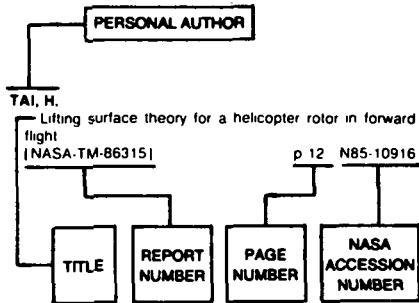 PERSONAL AUTHOR
TAI, H.
Lifting surface theory for a helicopter rotor in forward
flight
|NASA-TM-86315| p 12 N85-10916
TITLE
REPORT
NUMBER
PAGE
NUMBER
NASA
ACCESSION
NUMBER